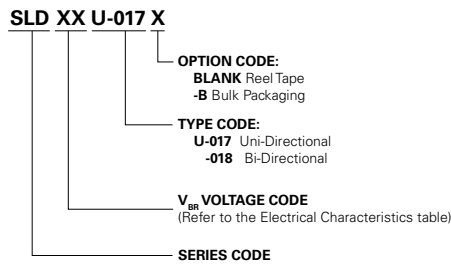 SLD XX U-017 X
OPTION CODE:
BLANK Reel Tape
-B Bulk Packaging
TYPE CODE:
U-017 Uni-Directional
-018 Bi-Directional
VBR VOLTAGE CODE
(Refer to the Electrical Characteristics table)
SERIES CODE